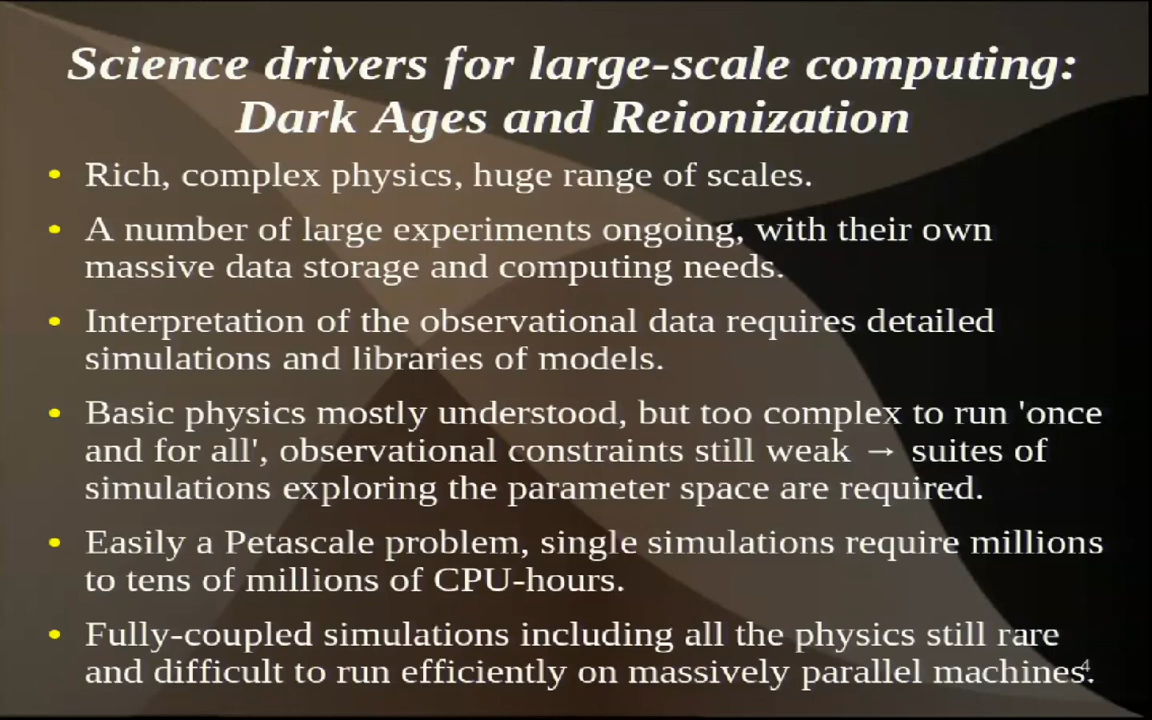 Science drivers for large-scale computing:
Dark Ages and Reionization
• Rich, complex physics, huge range of scales.
• A number of large experiments ongoing, with their own
massive data storage and computing needs.
• Interpretation of the observational data requires detailed
simulations and libraries of models.
• Basic physics mostly understood, but too complex to run 'once
and for all', observational constraints still weak → suites of
simulations exploring the parameter space are required.
• Easily a Petascale problem, single simulations require millions
to tens of millions of CPU-hours.
• Fully-coupled simulations including all the physics still rare
and difficult to run efficiently on massively parallel machines.
4